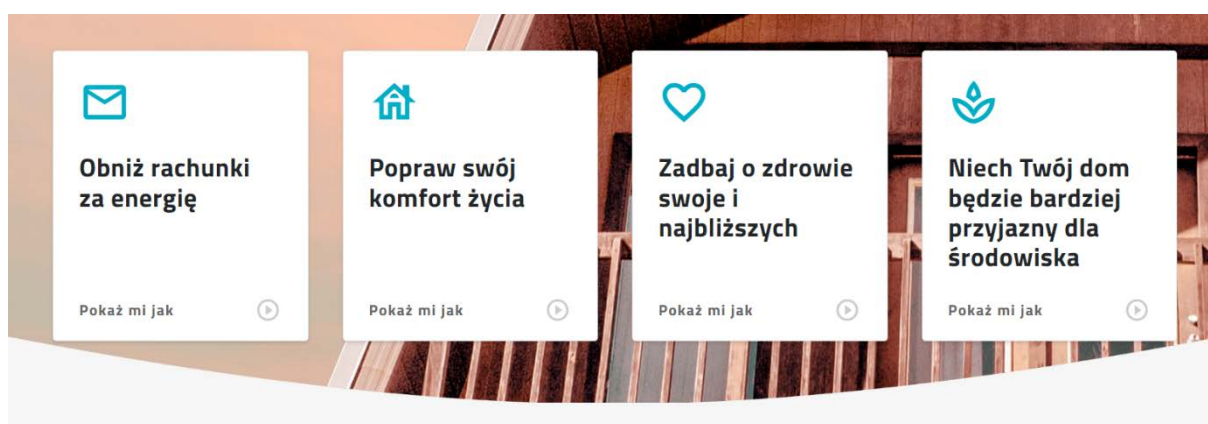 Obniż rachunki
za energię
Pokaż mi jak
Popraw swój
komfort życia
Pokaż mi jak
Zadbaj o zdrowie
swoje i
najbliższych
Pokaż mi jak
Niech Twój dom
będzie bardziej
przyjazny dla
środowiska
Pokaż mi jak